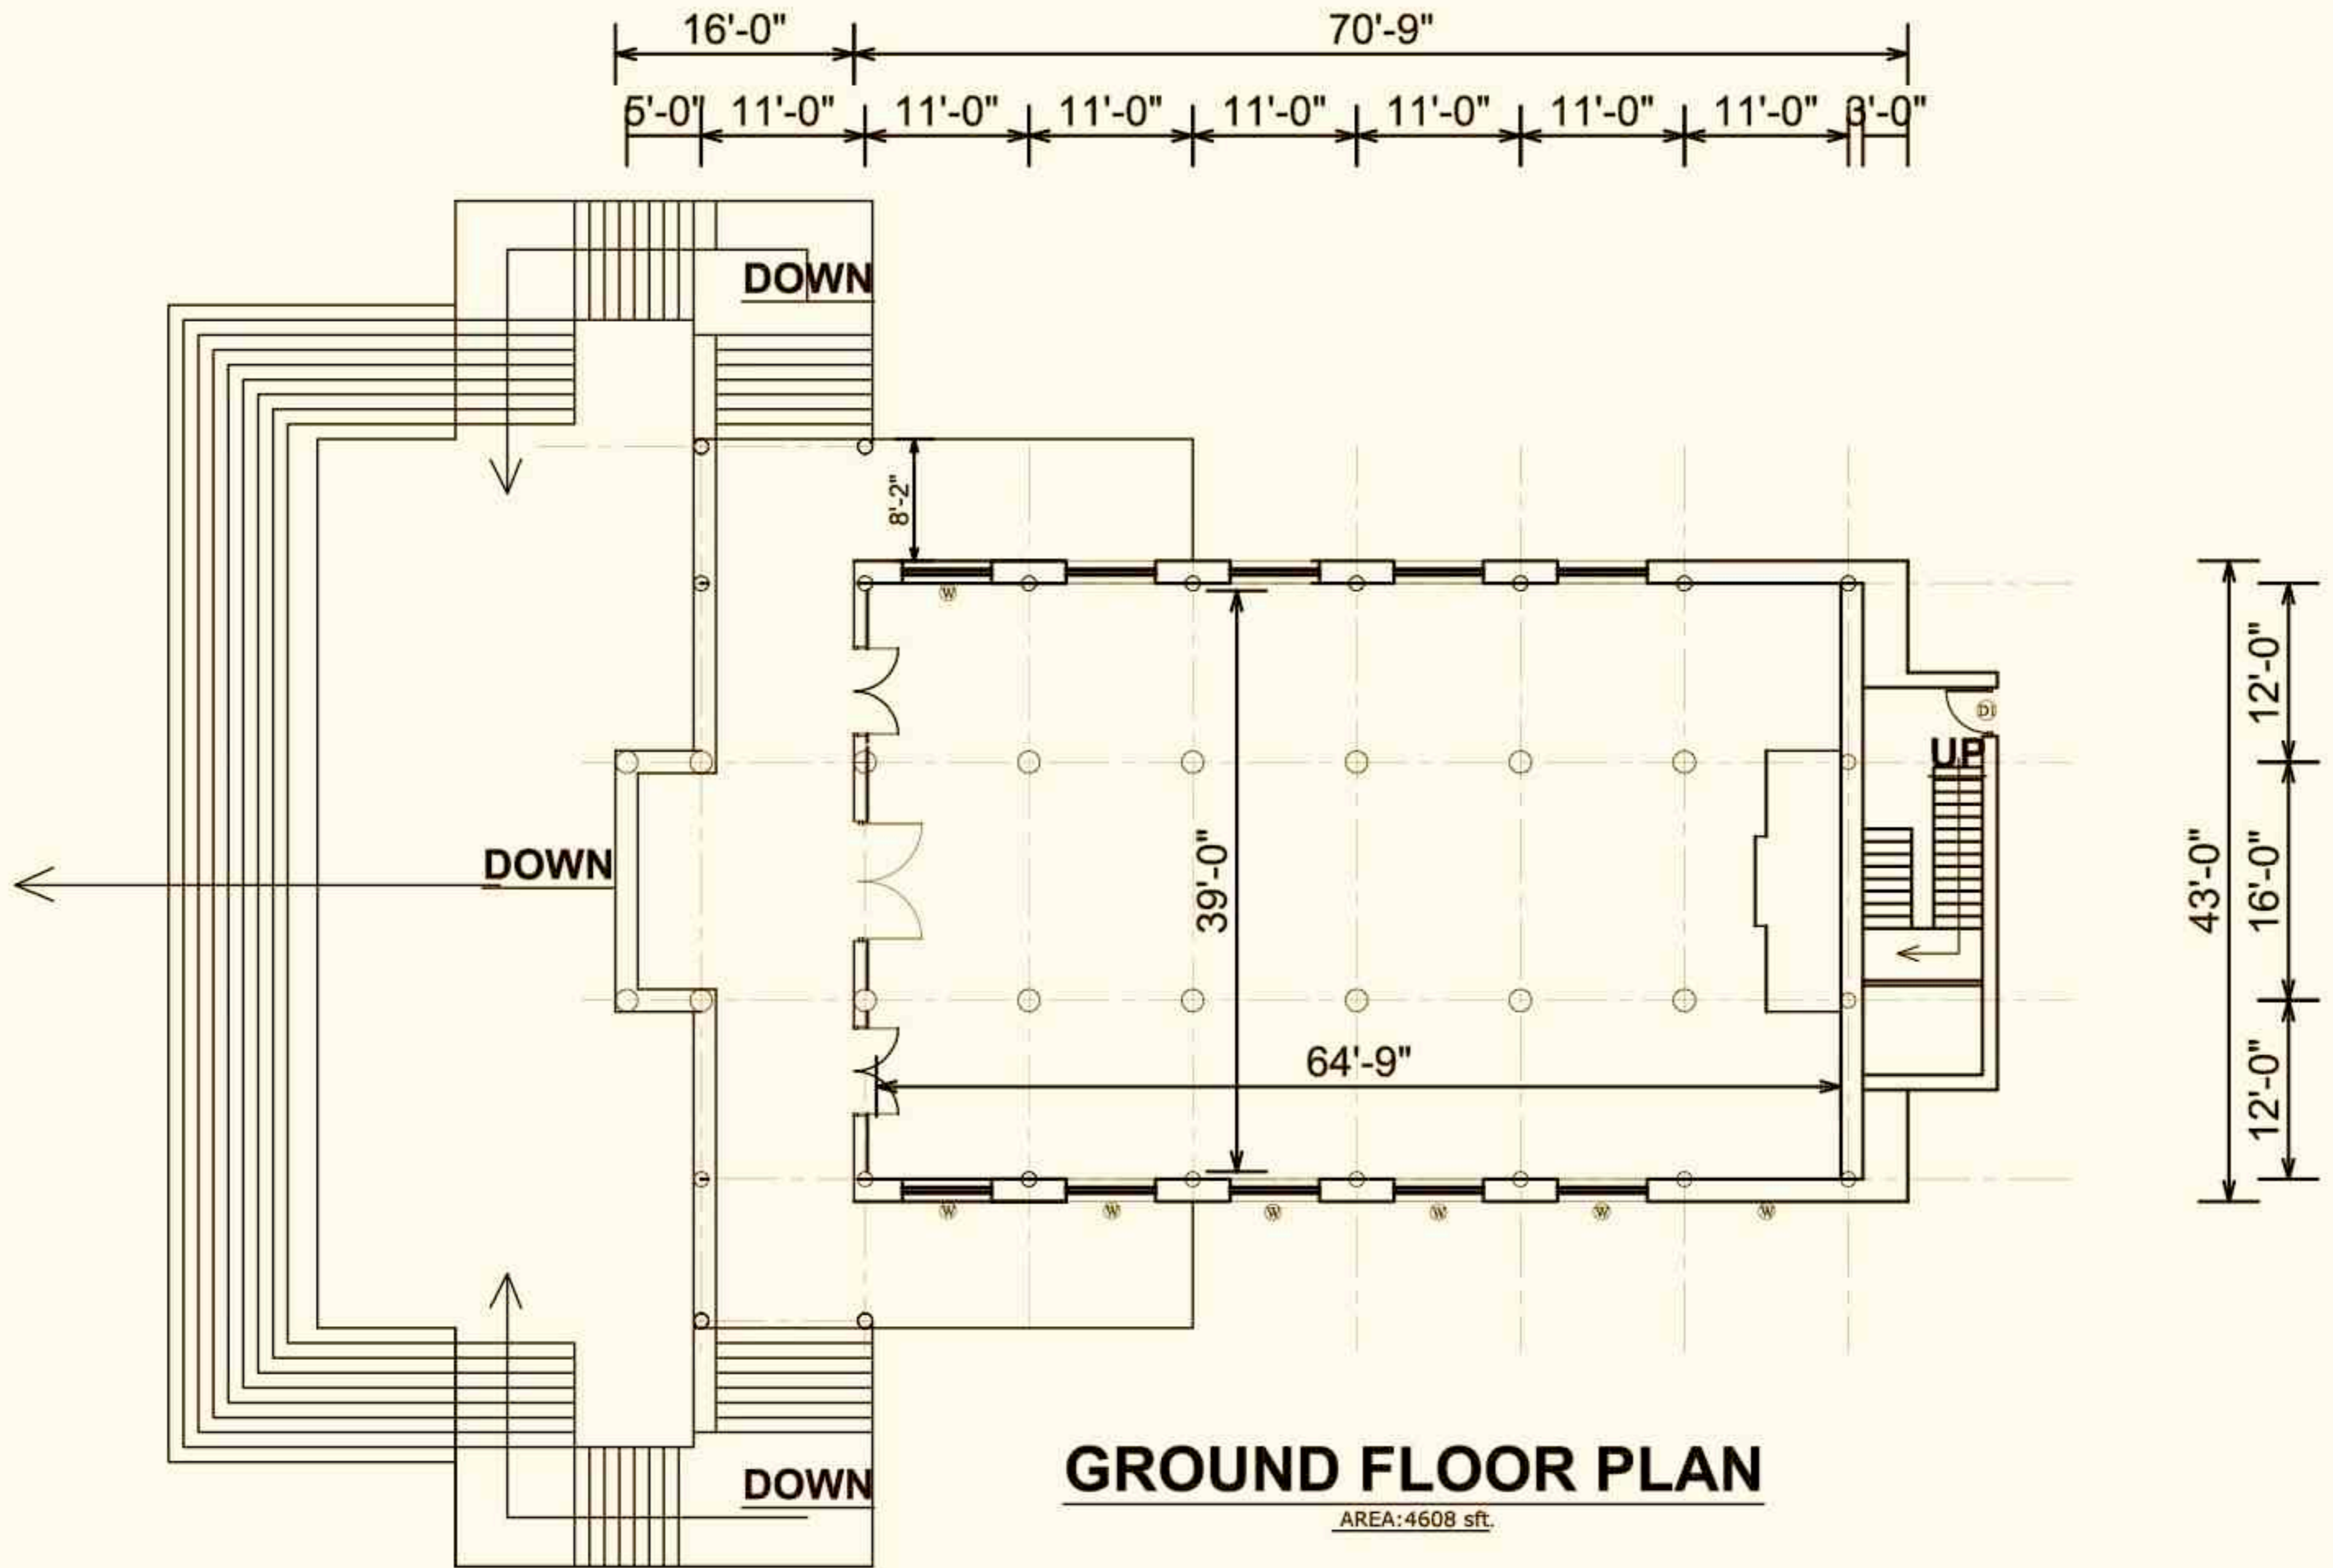 16'-0" 70'-9"
5'-0" 11'-0" 11'-0" 11'-0" 11'-0" 11'-0" 11'-0" 11'-0" 3'-0"
DOWN
8'-2"
W
12'-0"
D1
UP
DOWN
39'-0"
43'-0"
16'-0"
64'-9"
12'-0"
W W W W W W
DOWN
GROUND FLOOR PLAN
AREA:4608 sft.